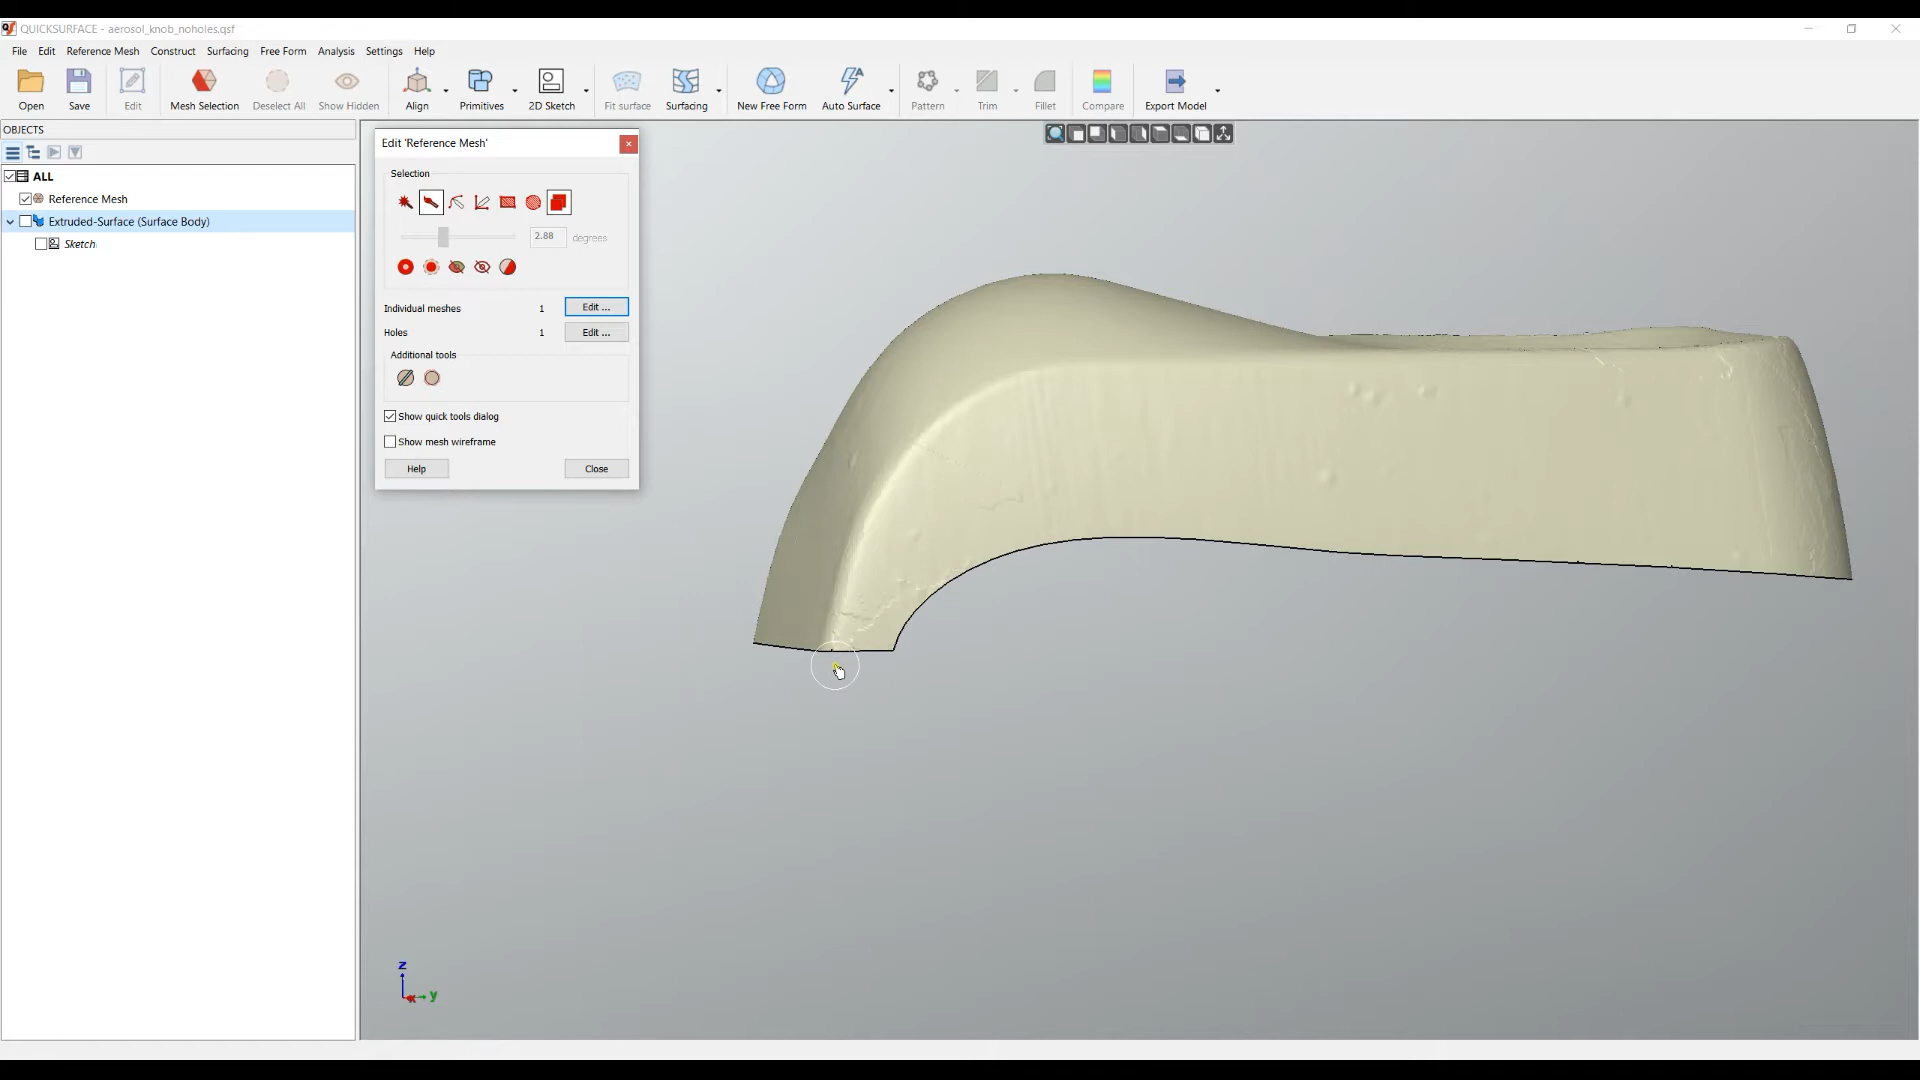 QUICKSURFACE - aerosol_knob_noholes.qsf
File Edit Reference Mesh Construct Surfacing Free Form Analysis Settings Help
Open Save Edit Mesh Selection Deselect All Show Hidden Align Primitives 2D Sketch Fit surface Surfacing New Free Form Auto Surface Pattern Trim Fillet Compare Export Model
OBJECTS
ALL
Reference Mesh
Extruded-Surface (Surface Body)
Sketch
Edit 'Reference Mesh'
Selection
2.88 degrees
Individual meshes 1 Edit ...
Holes 1 Edit ...
Additional tools
Show quick tools dialog
Show mesh wireframe
Help Close
z
x y